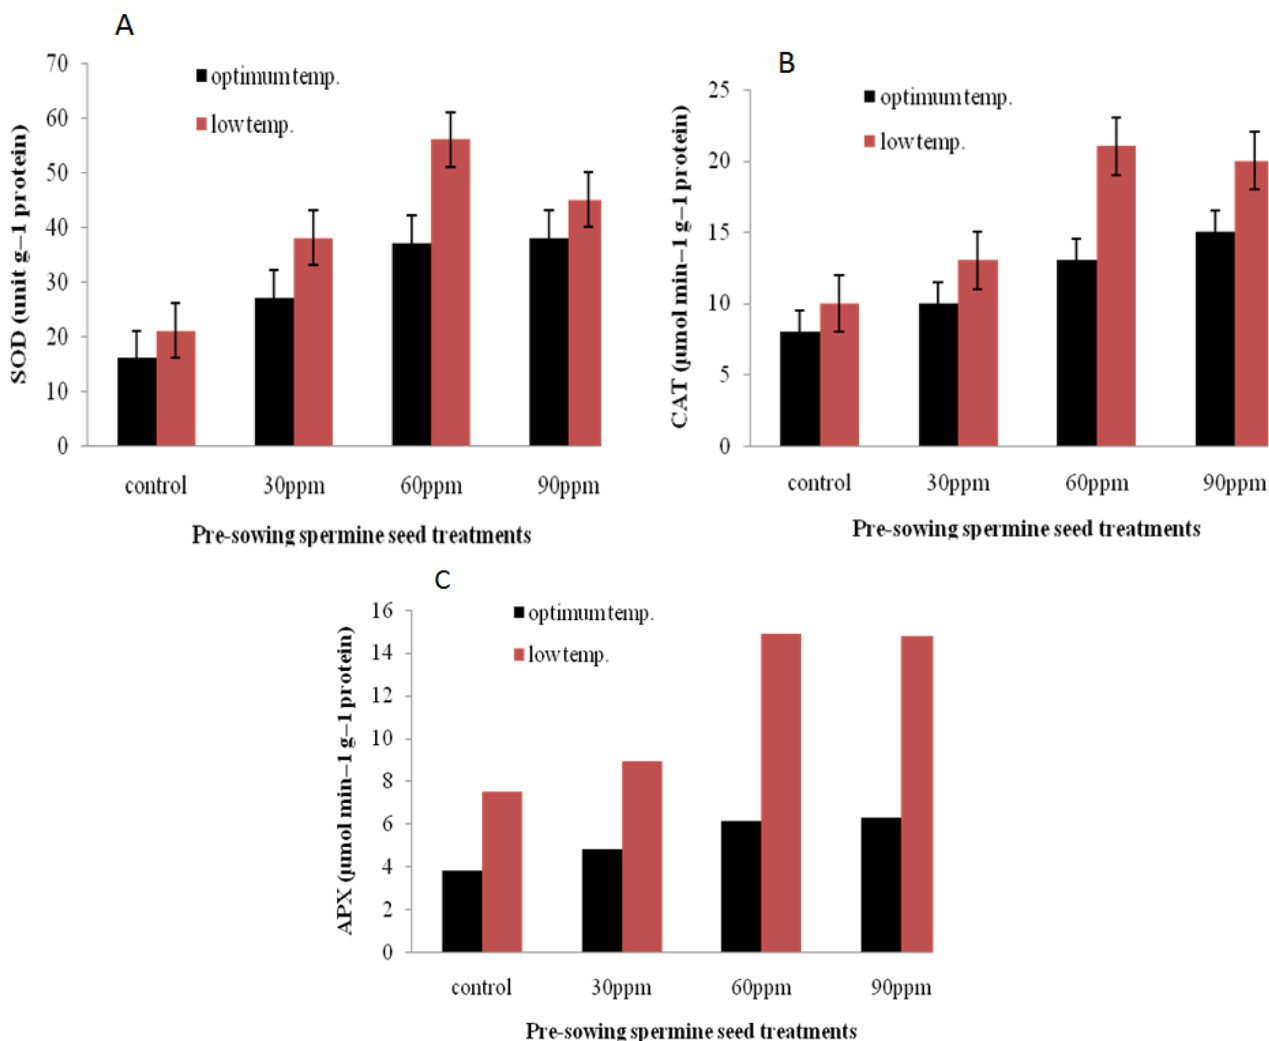 A
70
60
50
40
30
20
10
0
SOD (unit g–1 protein)
optimum temp.
low temp.
control 30ppm 60ppm 90ppm
Pre-sowing spermine seed treatments
B
25
20
15
10
5
0
CAT (µmol min–1 g–1 protein)
optimum temp.
low temp.
control 30ppm 60ppm 90ppm
Pre-sowing spermine seed treatments
C
16
14
12
10
8
6
4
2
0
APX (µmol min–1 g–1 protein)
optimum temp.
low temp.
control 30ppm 60ppm 90ppm
Pre-sowing spermine seed treatments